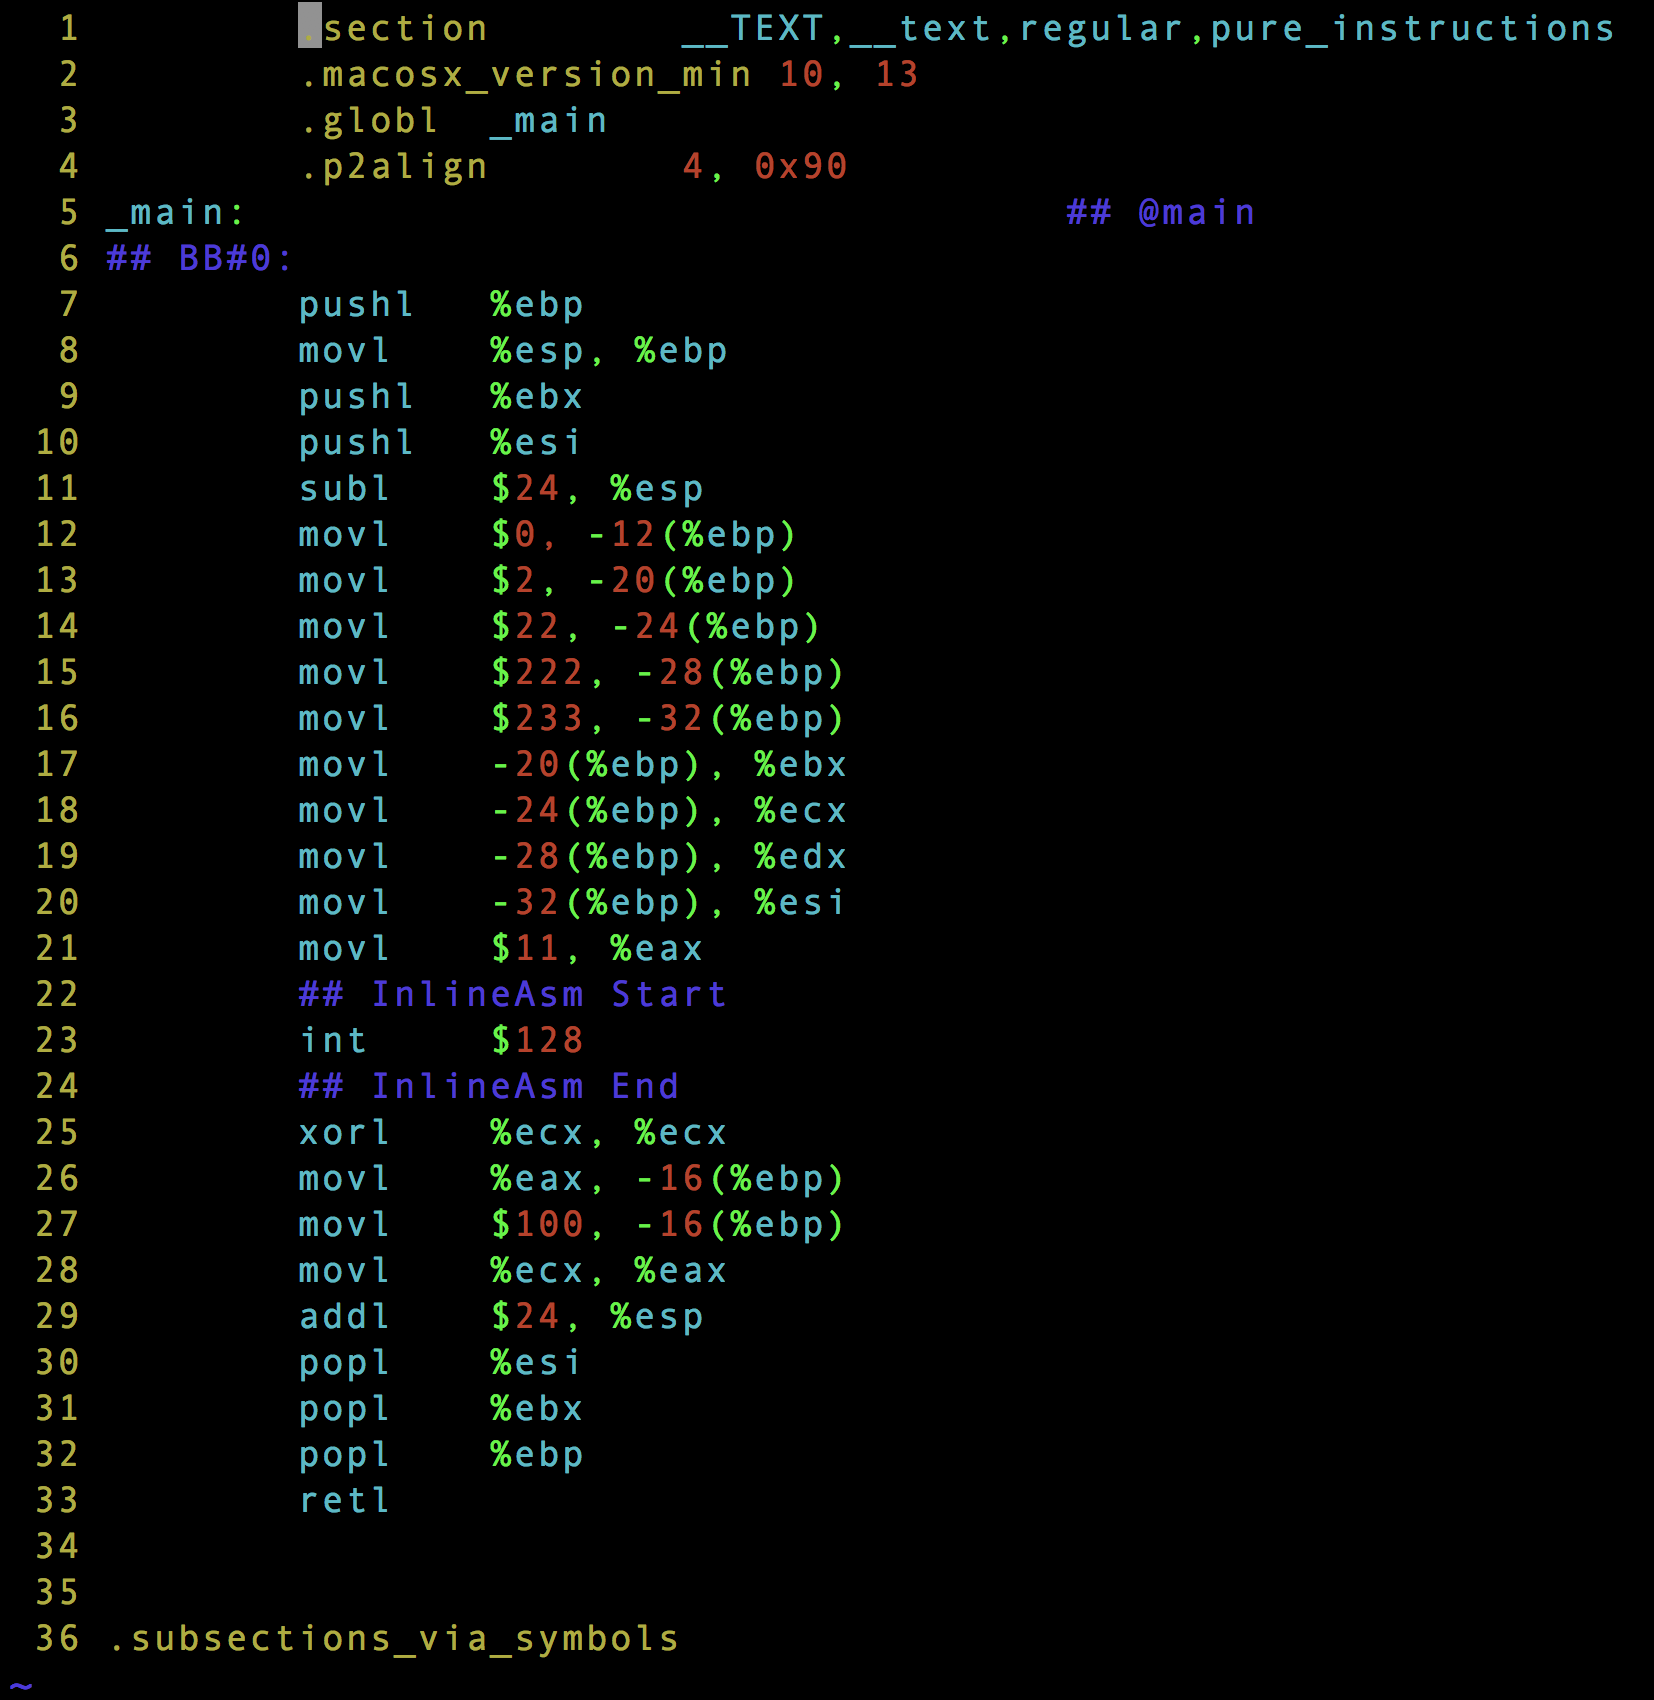 1 .section __TEXT,__text,regular,pure_instructions
2 .macosx_version_min 10, 13
3 .globl _main
4 .p2align 4, 0x90
5 _main: ## @main
6 ## BB#0:
7 pushl %ebp
8 movl %esp, %ebp
9 pushl %ebx
10 pushl %esi
11 subl $24, %esp
12 movl $0, -12(%ebp)
13 movl $2, -20(%ebp)
14 movl $22, -24(%ebp)
15 movl $222, -28(%ebp)
16 movl $233, -32(%ebp)
17 movl -20(%ebp), %ebx
18 movl -24(%ebp), %ecx
19 movl -28(%ebp), %edx
20 movl -32(%ebp), %esi
21 movl $11, %eax
22 ## InlineAsm Start
23 int $128
24 ## InlineAsm End
25 xorl %ecx, %ecx
26 movl %eax, -16(%ebp)
27 movl $100, -16(%ebp)
28 movl %ecx, %eax
29 addl $24, %esp
30 popl %esi
31 popl %ebx
32 popl %ebp
33 retl
34
35
36 .subsections_via_symbols
~